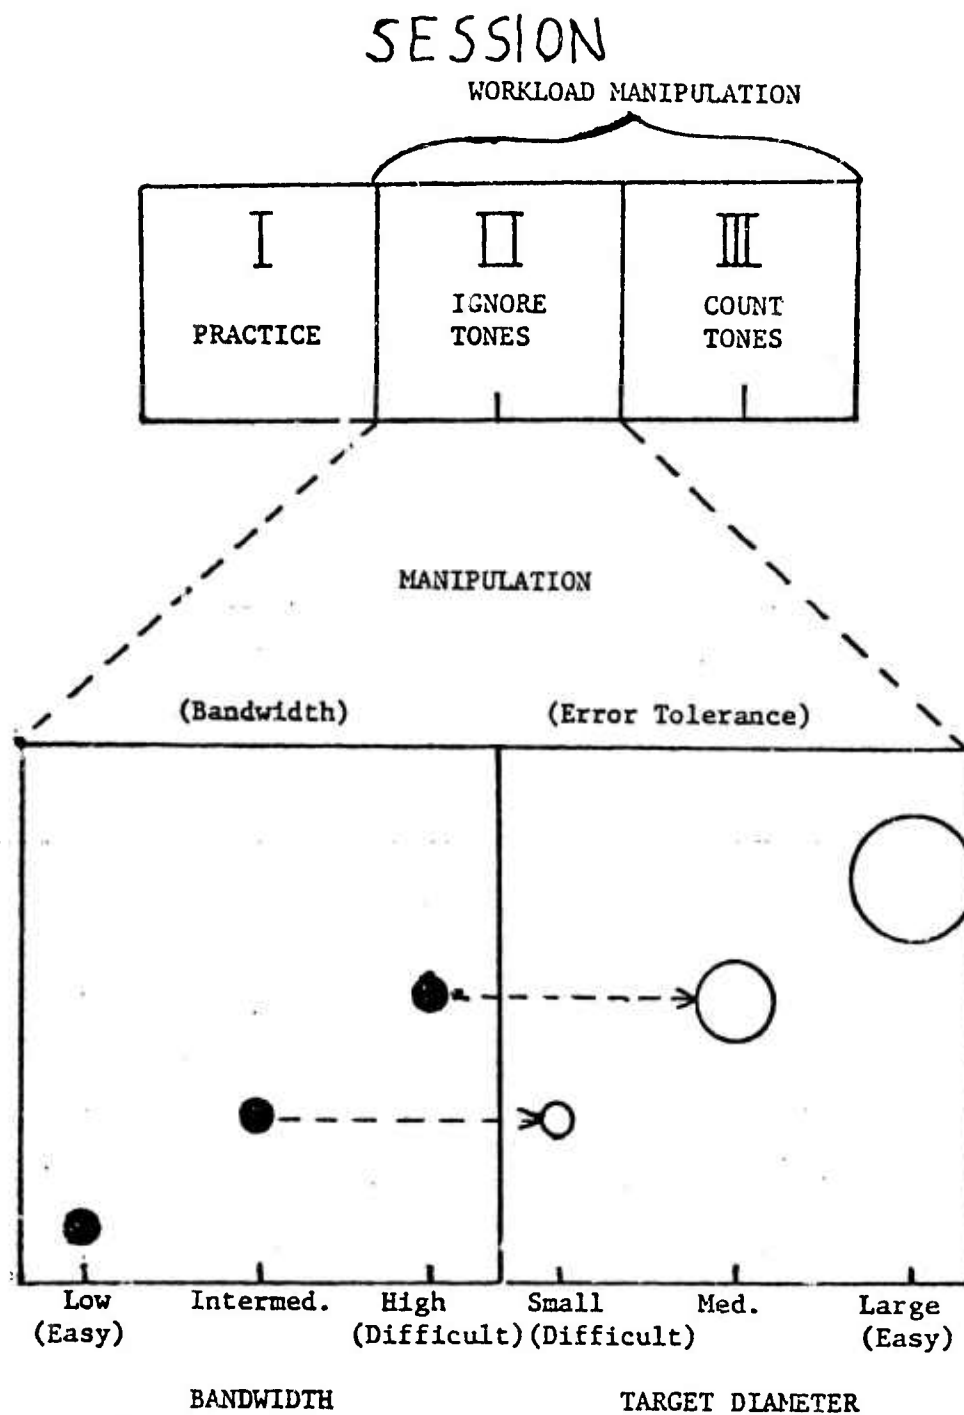 SESSION
WORKLOAD MANIPULATION
I
II
III
PRACTICE
IGNORE
TONES
COUNT
TONES
MANIPULATION
(Bandwidth)
(Error Tolerance)
Low
(Easy)
Intermed.
High
(Difficult)
Small
(Difficult)
Med.
Large
(Easy)
BANDWIDTH
TARGET DIAMETER